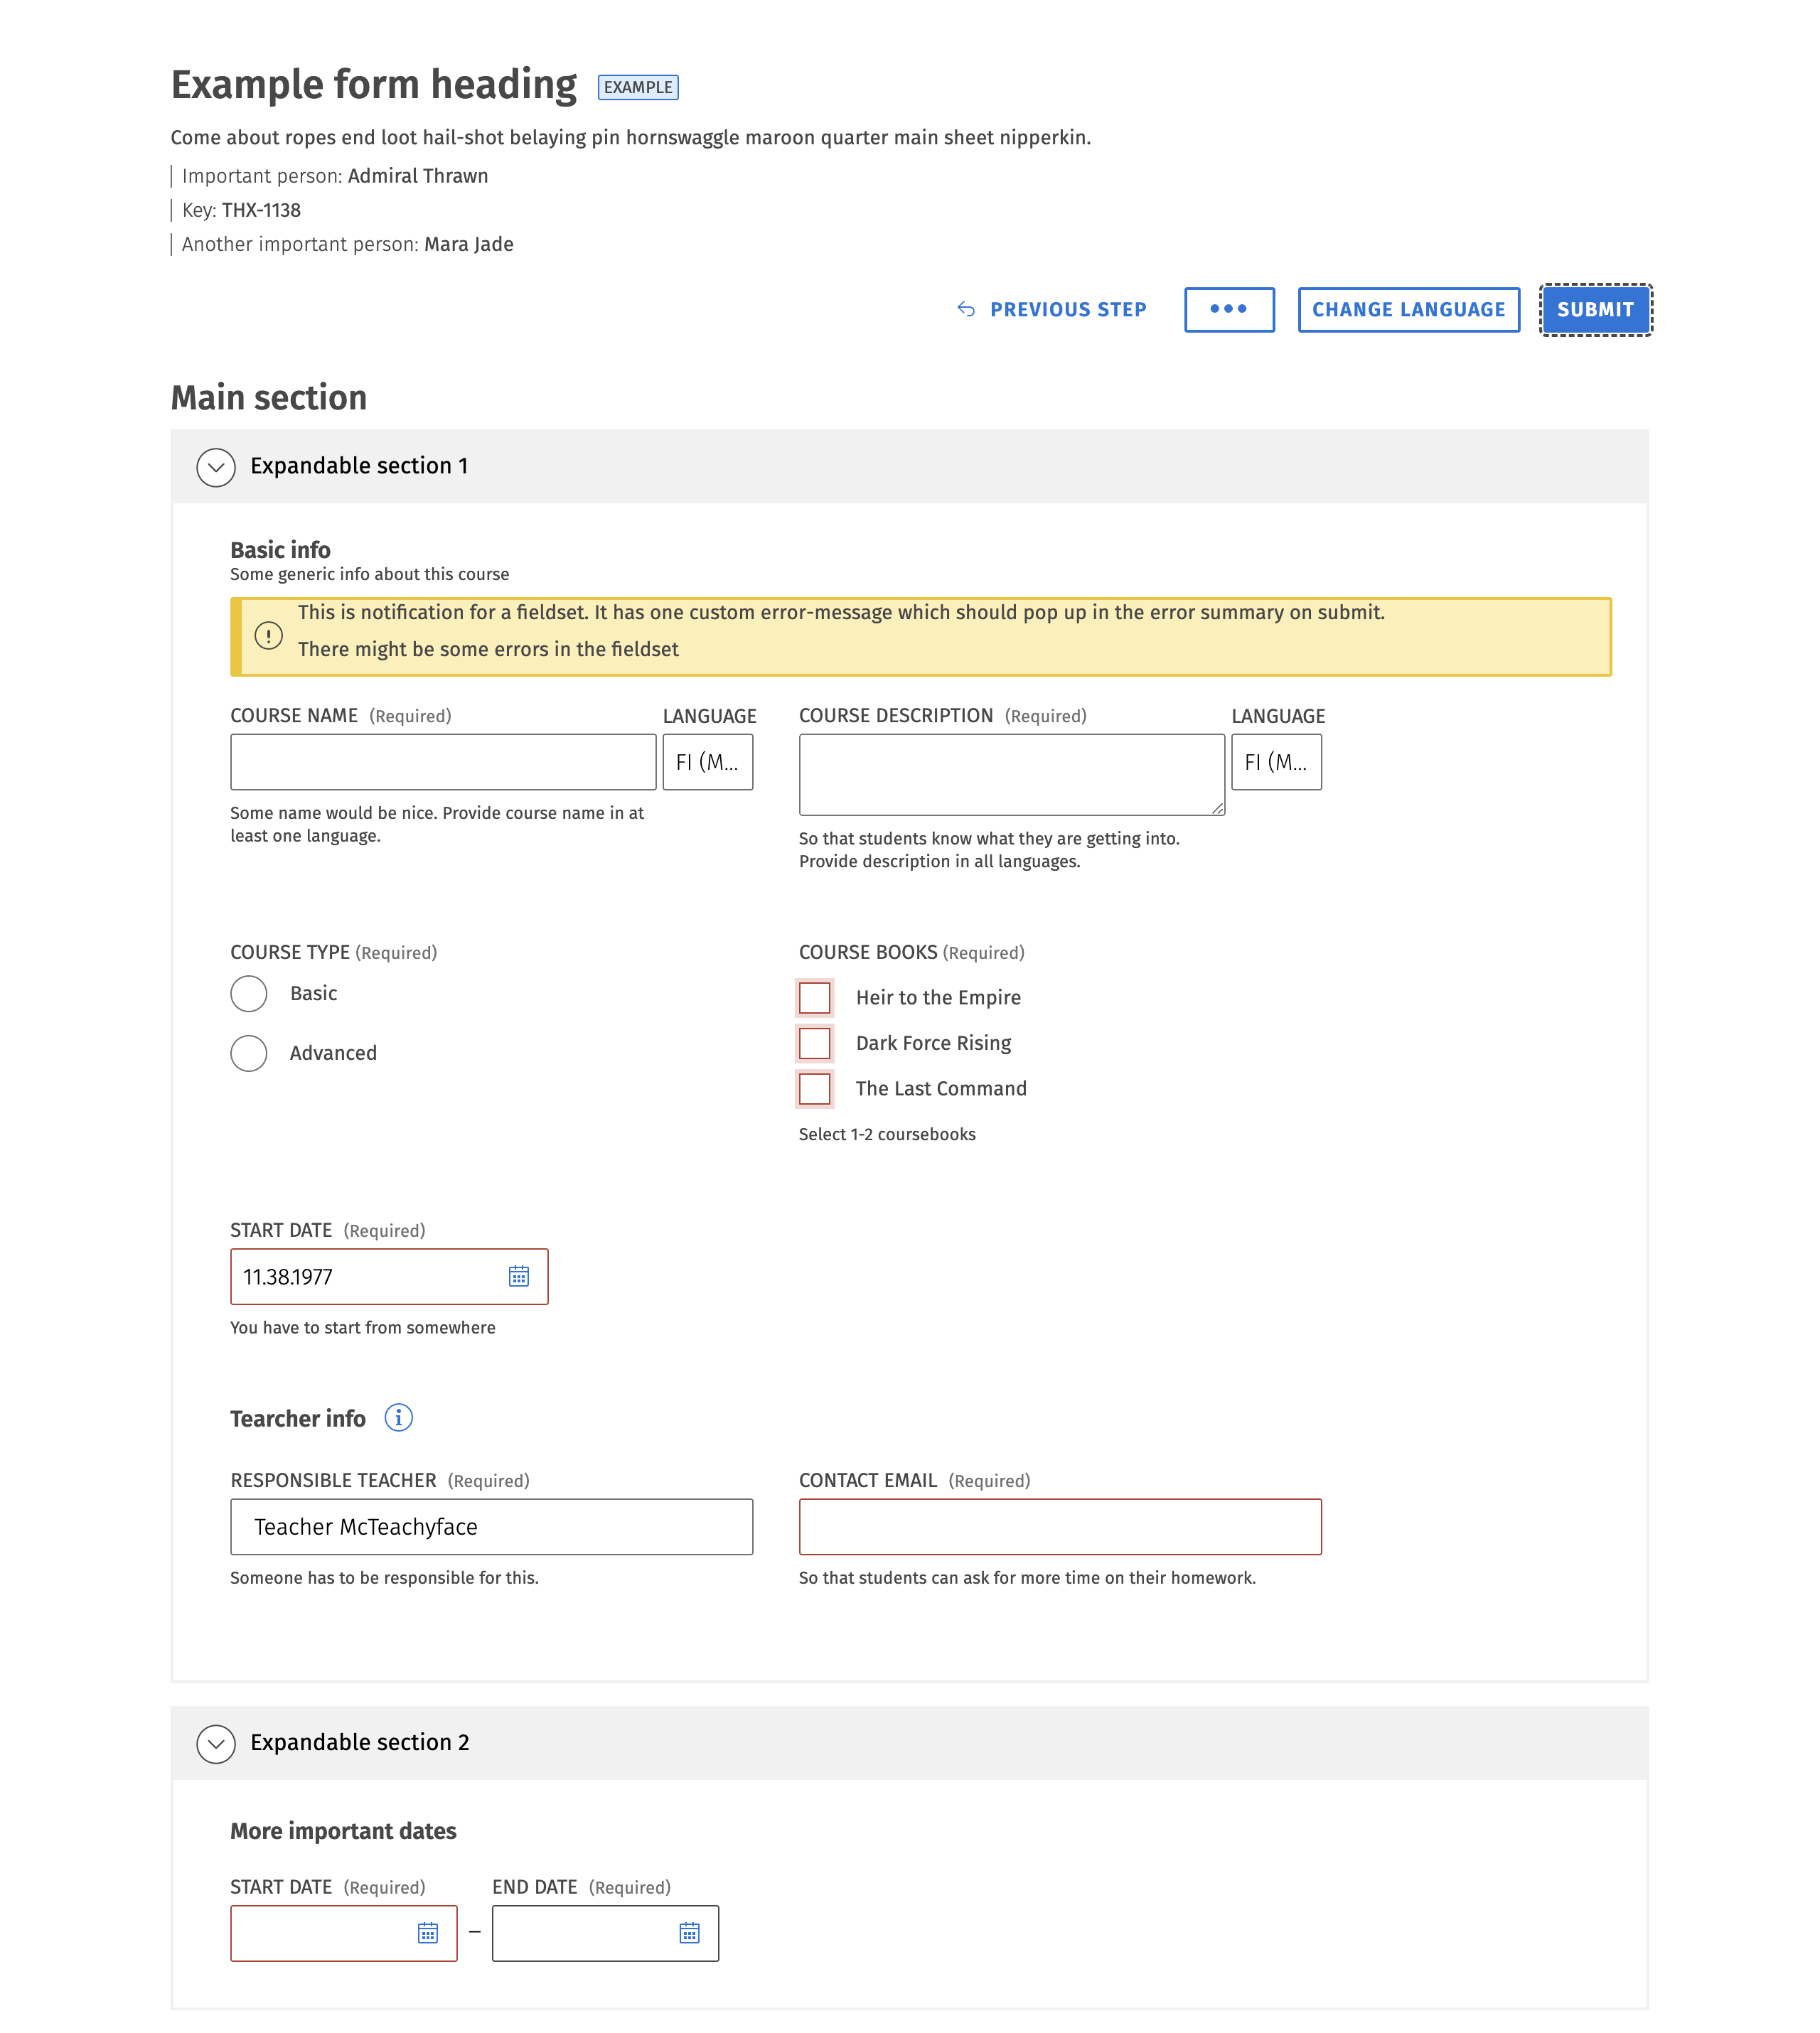 Example form heading EXAMPLE
Come about ropes end loot hail-shot belaying pin hornswaggle maroon quarter main sheet nipperkin.
Important person: Admiral Thrawn
Key: THX-1138
Another important person: Mara Jade
PREVIOUS STEP ••• CHANGE LANGUAGE SUBMIT
Main section
Expandable section 1
Basic info
Some generic info about this course
This is notification for a fieldset. It has one custom error-message which should pop up in the error summary on submit.
There might be some errors in the fieldset
COURSE NAME (Required) LANGUAGE COURSE DESCRIPTION (Required) LANGUAGE
FI (M... FI (M...
Some name would be nice. Provide course name in at
least one language.
So that students know what they are getting into.
Provide description in all languages.
COURSE TYPE (Required) COURSE BOOKS (Required)
Basic
Advanced
Heir to the Empire
Dark Force Rising
The Last Command
Select 1-2 coursebooks
START DATE (Required)
11.38.1977
You have to start from somewhere
Tearcher info
RESPONSIBLE TEACHER (Required) CONTACT EMAIL (Required)
Teacher McTeachyface
Someone has to be responsible for this. So that students can ask for more time on their homework.
Expandable section 2
More important dates
START DATE (Required) END DATE (Required)
–